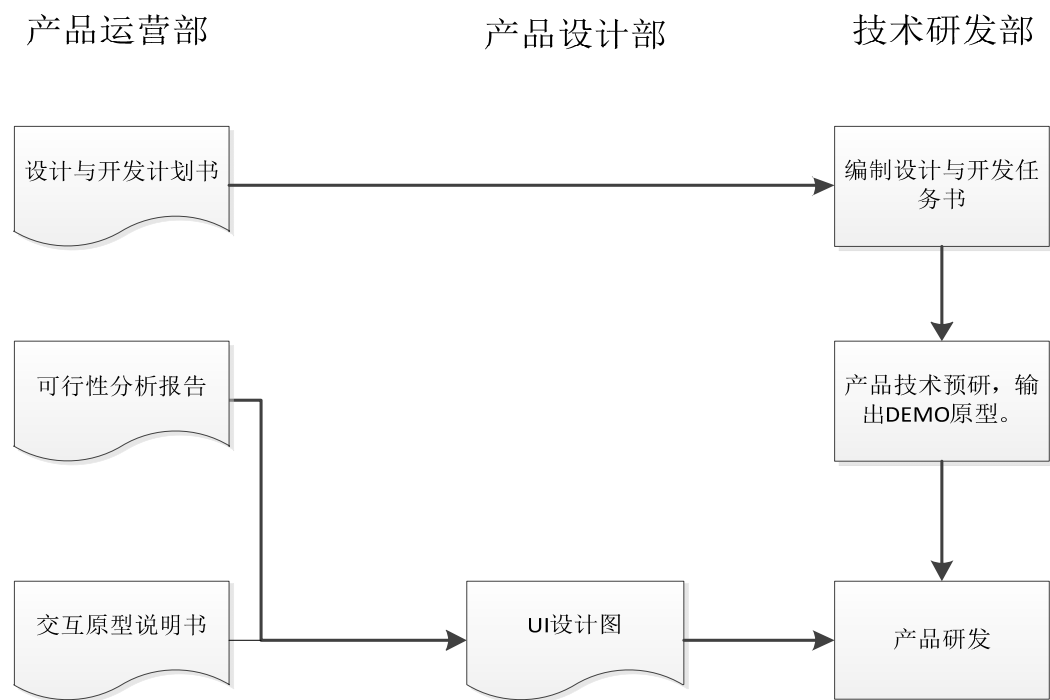 产品运营部
产品设计部
技术研发部
设计与开发计划书
编制设计与开发任
务书
可行性分析报告
产品技术预研，输
出DEMO原型。
交互原型说明书
UI设计图
产品研发